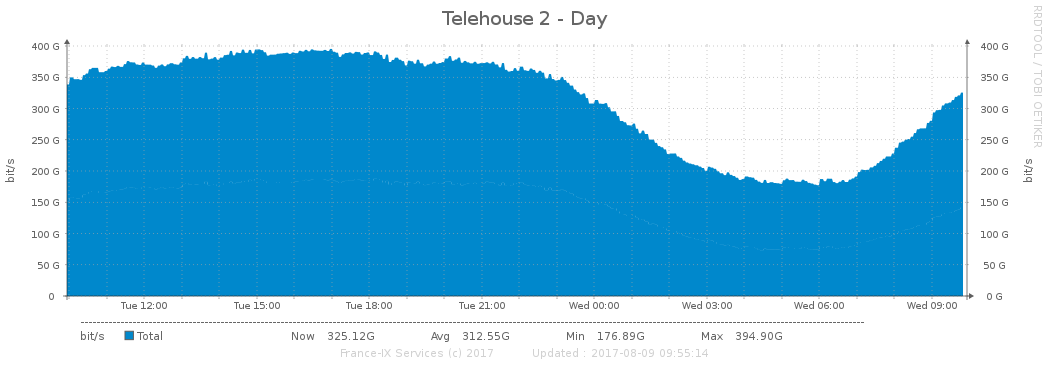 Telehouse 2 - Day
RRDTOOL / TOBI OETIKER
400 G 400 G
350 G 350 G
300 G 300 G
250 G 250 G
200 G 200 G
150 G 150 G
100 G 100 G
50 G 50 G
0 0 G
bit/s bit/s
Tue 12:00 Tue 15:00 Tue 18:00 Tue 21:00 Wed 00:00 Wed 03:00 Wed 06:00 Wed 09:00
bit/s Total Now 325.12G Avg 312.55G Min 176.89G Max 394.90G
France-IX Services (c) 2017 Updated : 2017-08-09 09:55:14